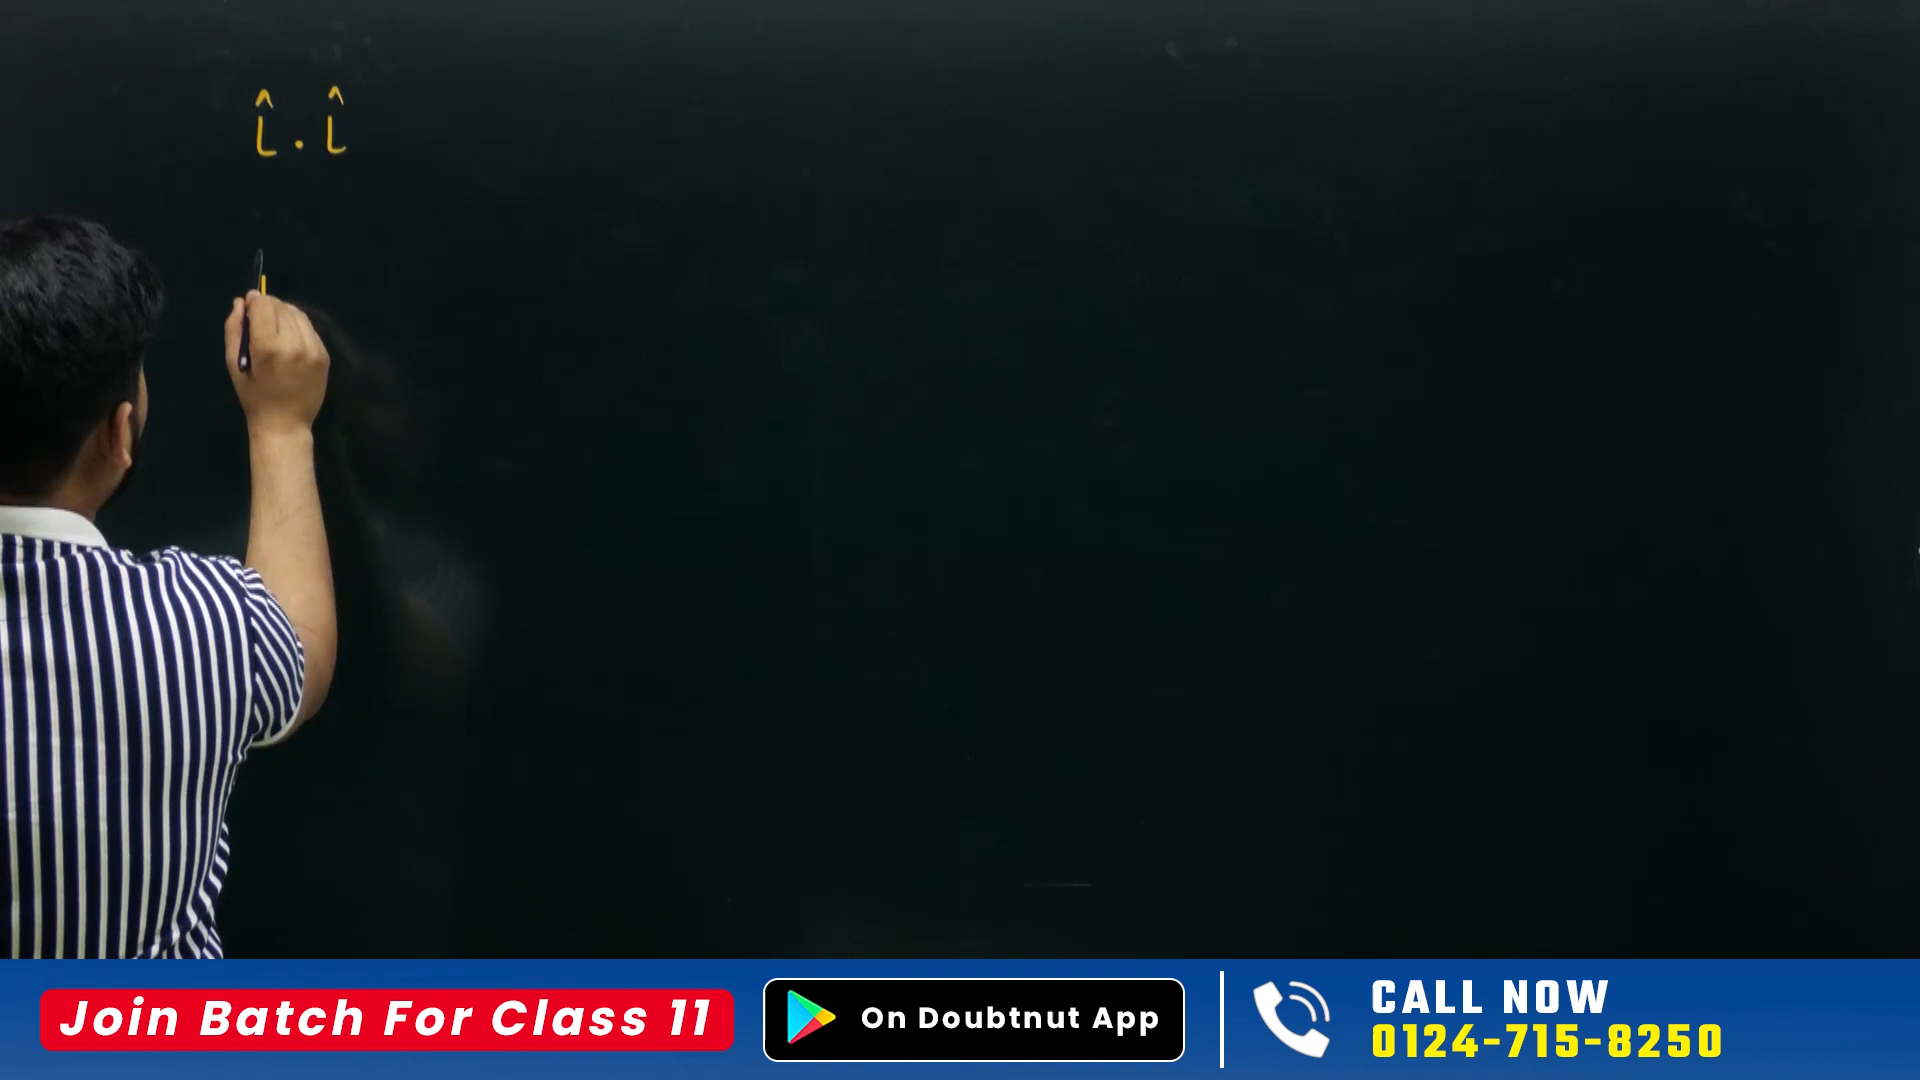 î . î
Join Batch For Class 11
On Doubtnut App
CALL NOW
0124-715-8250